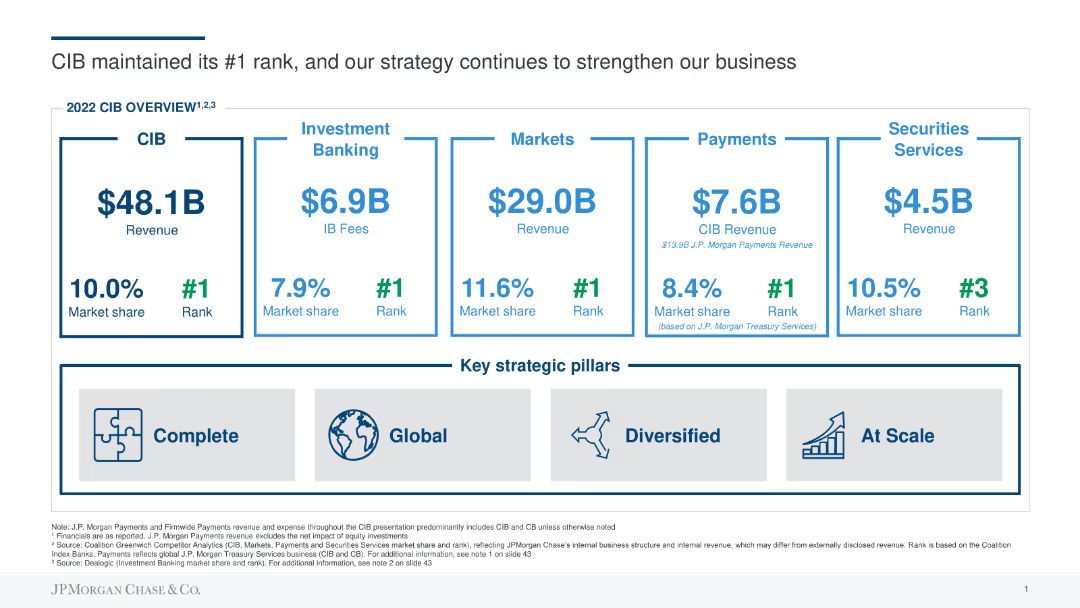 CIB maintained its #1 rank, and our strategy continues to strengthen our business
2022 CIB OVERVIEW1,2,3
CIB
$48.1B
Revenue
10.0% #1
Market share Rank
Investment
Banking
$6.9B
IB Fees
7.9% #1
Market share Rank
Markets
$29.0B
Revenue
11.6% #1
Market share Rank
Payments
$7.6B
CIB Revenue
$13.9B J.P. Morgan Payments Revenue
8.4% #1
Market share Rank
(based on J.P. Morgan Treasury Services)
Securities
Services
$4.5B
Revenue
10.5% #3
Market share Rank
Key strategic pillars
Complete
Global
Diversified
At Scale
Note: J.P. Morgan Payments and Firmwide Payments revenue and expense throughout the CIB presentation predominantly includes CIB and CB unless otherwise noted
1 Financials are as reported. J.P. Morgan Payments revenue excludes the net impact of equity investments
2 Source: Coalition Greenwich Competitor Analytics (CIB, Markets, Payments and Securities Services market share and rank), reflecting JPMorgan Chase's internal business structure and internal revenue, which may differ from externally disclosed revenue. Rank is based on the Coalition
Index Banks. Payments reflects global J.P. Morgan Treasury Services business (CIB and CB). For additional information, see note 1 on slide 43
3 Source: Dealogic (Investment Banking market share and rank). For additional information, see note 2 on slide 43
JPMORGAN CHASE & CO.
1